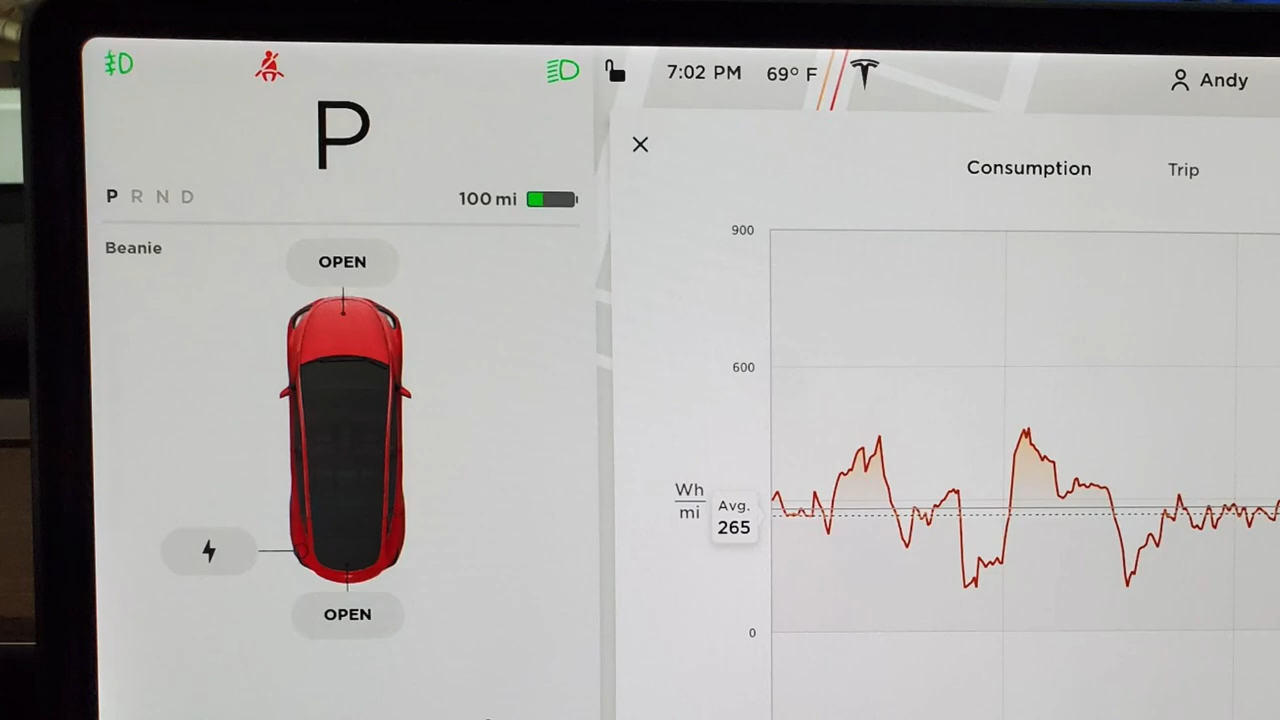 P
P R N D
100 mi
Beanie
OPEN
OPEN
7:02 PM 69° F
Andy
Consumption Trip
900
600
Wh
mi
Avg.
265
0